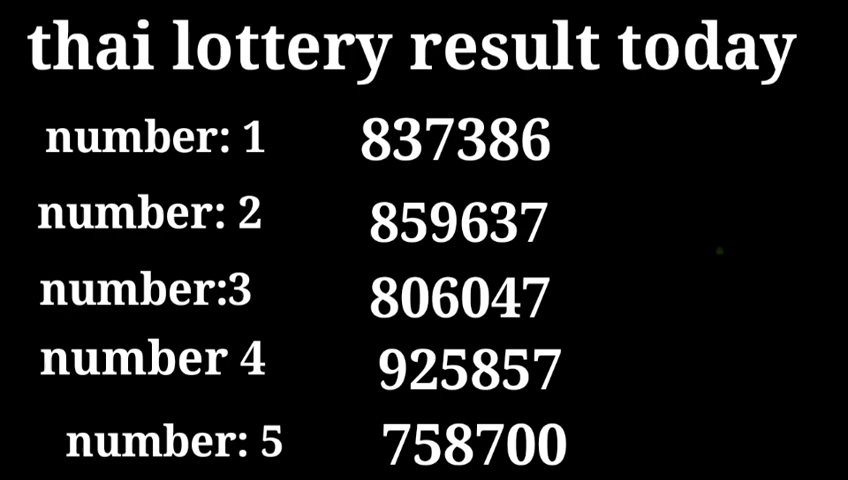 thai lottery result today
number: 1 837386
number: 2 859637
number:3 806047
number 4 925857
number: 5 758700